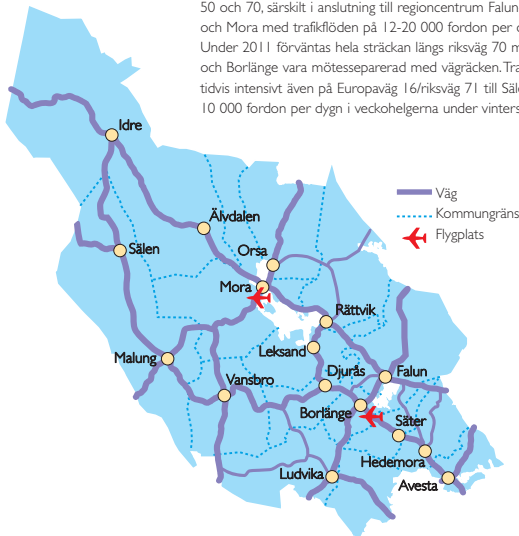 50 och 70, särskilt i anslutning till regioncentrum Falun
och Mora med trafikflöden på 12-20 000 fordon per
Under 2011 förväntas hela sträckan längs riksväg 70
och Borlänge vara mötesseparerad med vägräcken.
tidvis intensivt även på Europaväg 16/riksväg 71 till
10 000 fordon per dygn i veckohelgerna under
Idre
Väg
Kommungräns
Flygplats
Älvdalen
Orsa
Sälen
Mora
Rättvik
Leksand
Malung
Djurås
Falun
Vansbro
Borlänge
Säter
Hedemora
Ludvika
Avesta